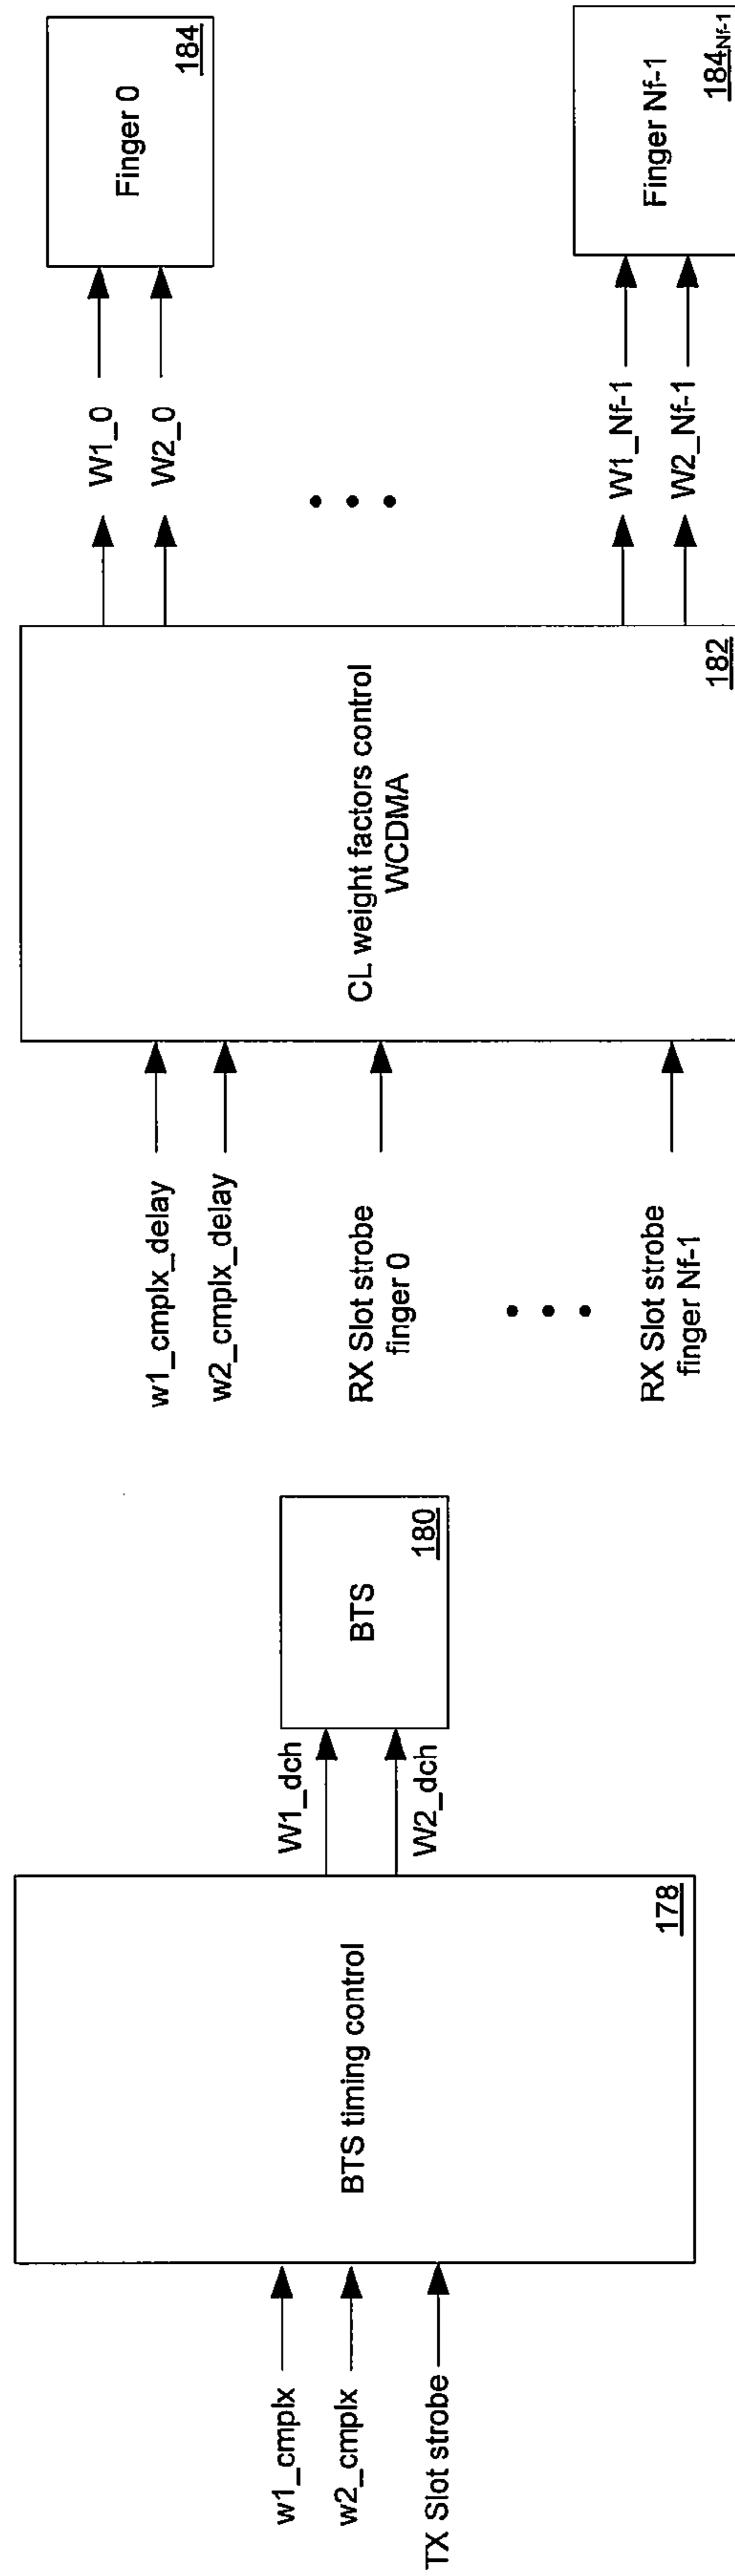 w1_cmplx
w2_cmplx
TX Slot strobe
BTS timing control
178
W1_dch
W2_dch
BTS
180
w1_cmplx_delay
w2_cmplx_delay
RX Slot strobe
finger 0
RX Slot strobe
finger Nf-1
CL weight factors control
WCDMA
182
W1_0
W2_0
W1_Nf-1
W2_Nf-1
Finger 0
184
Finger Nf-1
184Nf-1